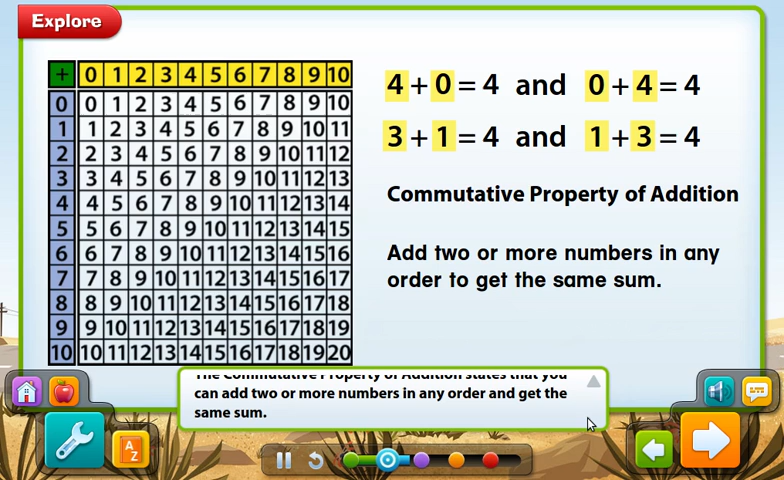 Explore
+ 0 1 2 3 4 5 6 7 8 9 10
0 0 1 2 3 4 5 6 7 8 9 10
1 1 2 3 4 5 6 7 8 9 10 11
2 2 3 4 5 6 7 8 9 10 11 12
3 3 4 5 6 7 8 9 10 11 12 13
4 4 5 6 7 8 9 10 11 12 13 14
5 5 6 7 8 9 10 11 12 13 14 15
6 6 7 8 9 10 11 12 13 14 15 16
7 7 8 9 10 11 12 13 14 15 16 17
8 8 9 10 11 12 13 14 15 16 17 18
9 9 10 11 12 13 14 15 16 17 18 19
10 10 11 12 13 14 15 16 17 18 19 20
4 + 0 = 4 and 0 + 4 = 4
3 + 1 = 4 and 1 + 3 = 4
Commutative Property of Addition
Add two or more numbers in any
order to get the same sum.
The Commutative Property of Addition states that you
can add two or more numbers in any order and get the
same sum.
A
Z